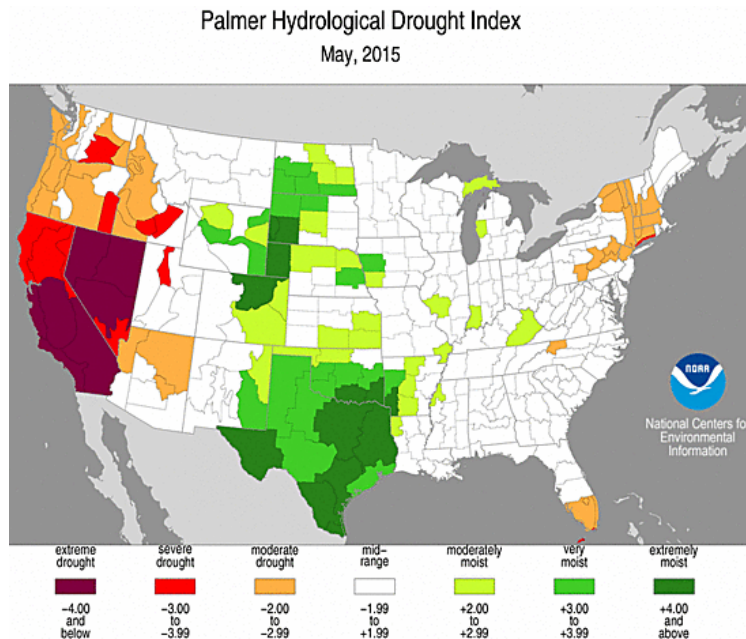 Palmer Hydrological Drought Index
May, 2015
NOAA
National Centers for
Environmental
Information
extreme drought
severe drought
moderate drought
mid-range
moderately moist
very moist
extremely moist
−4.00 and below
−3.00 to −3.99
−2.00 to −2.99
−1.99 to +1.99
+2.00 to +2.99
+3.00 to +3.99
+4.00 and above